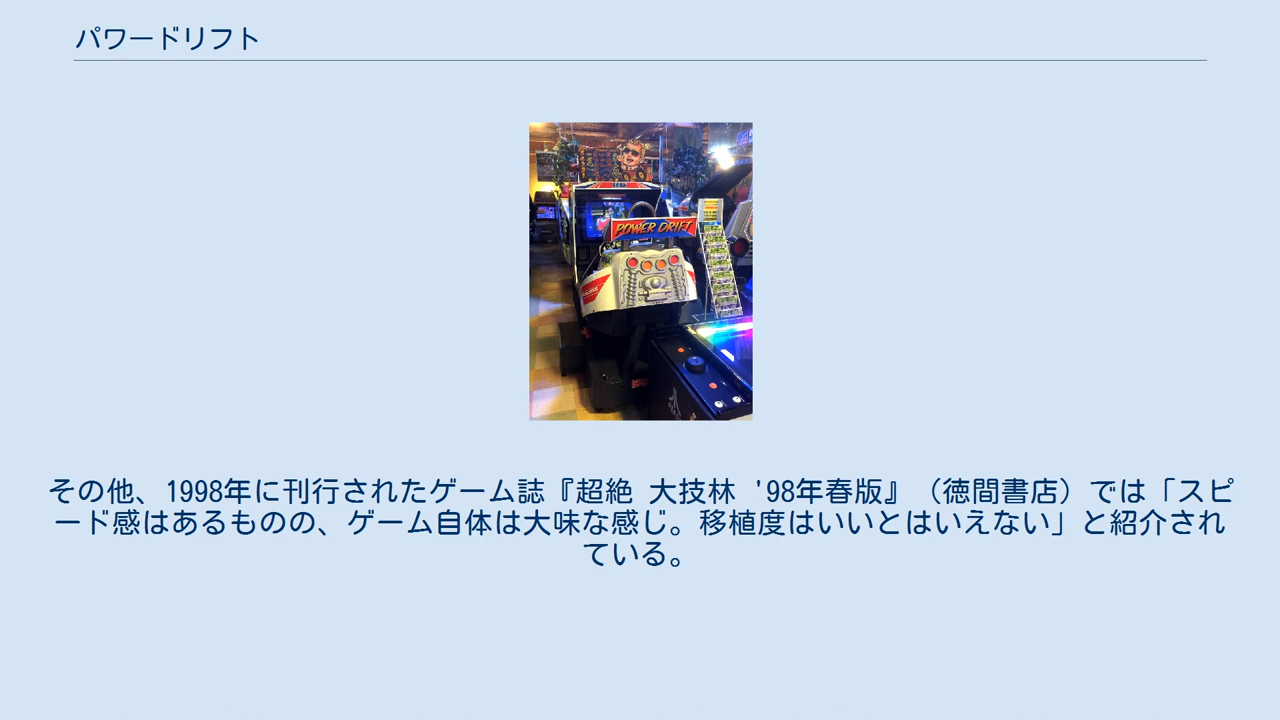 パワードリフト
POWER DRIFT
その他、1998年に刊行されたゲーム誌『超絶 大技林 '98年春版』（徳間書店）では「スピ
ード感はあるものの、ゲーム自体は大味な感じ。移植度はいいとはいえない」と紹介され
ている。